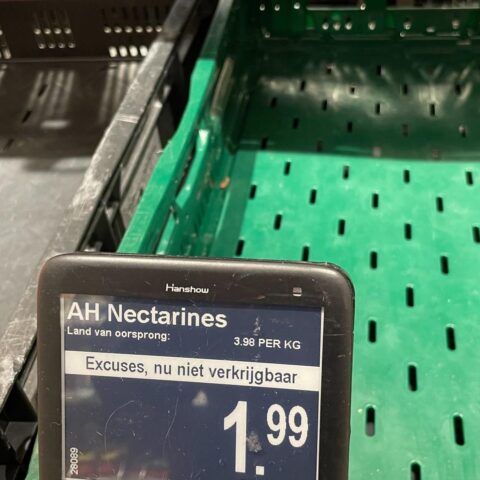 Hanshow
AH Nectarines
Land van oorsprong:
3.98 PER KG
Excuses, nu niet verkrijgbaar
1.99
28089